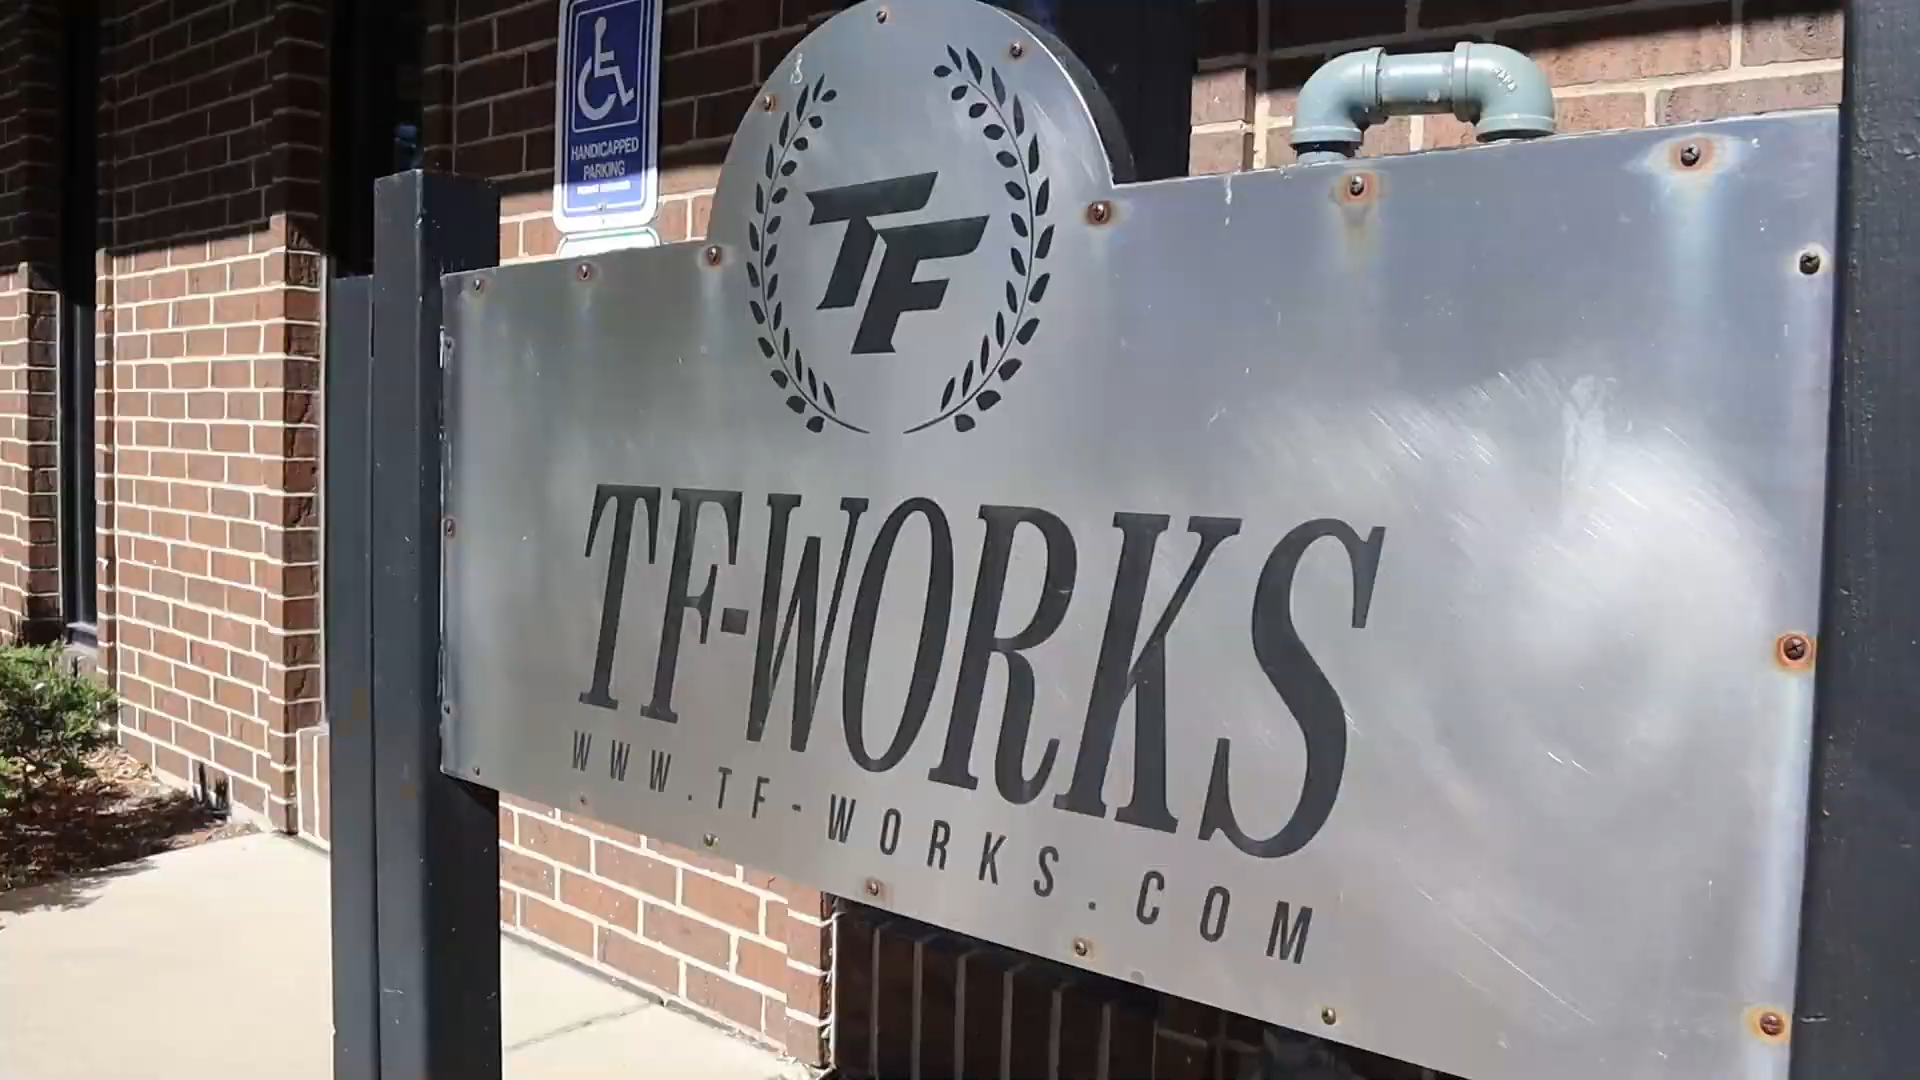 HANDICAPPED
PARKING
TF
TF-WORKS
WWW.TF-WORKS.COM